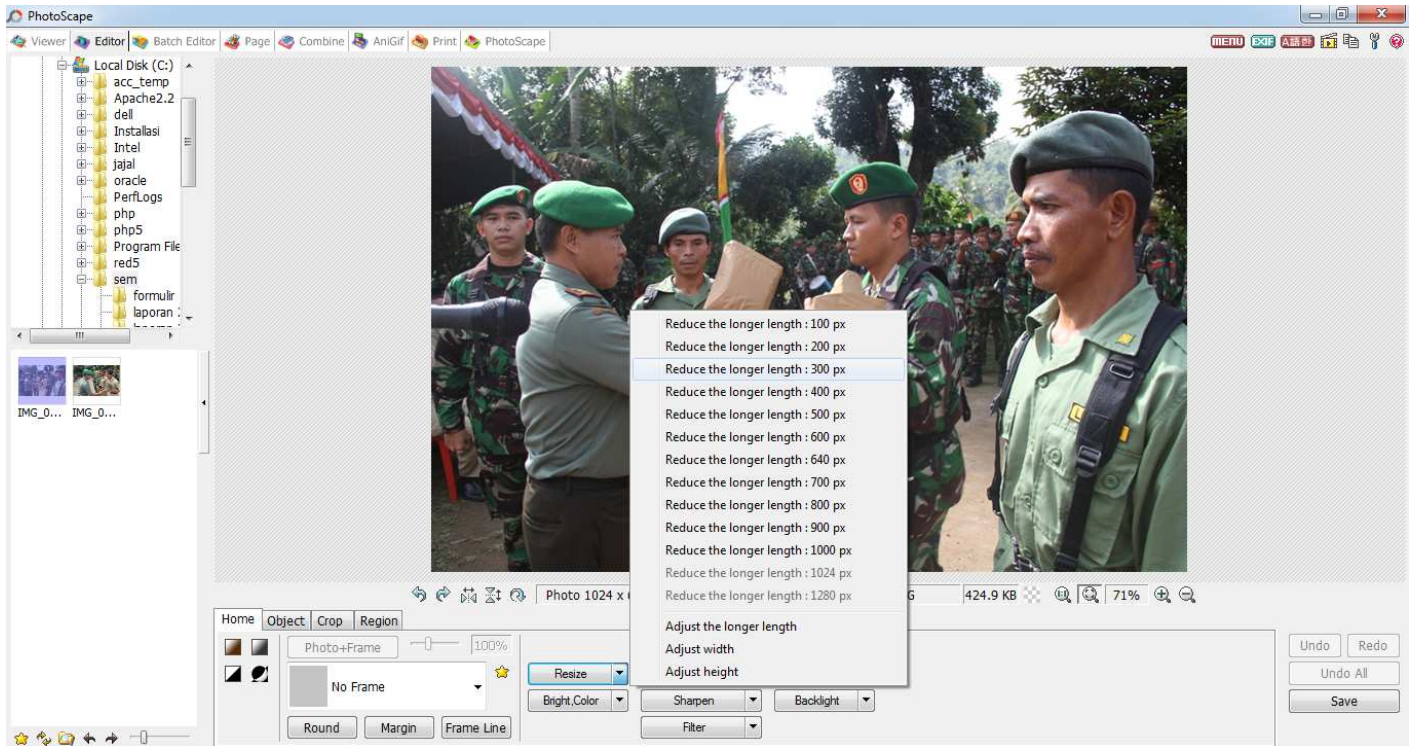 PhotoScape
Viewer Editor Batch Editor Page Combine AniGif Print PhotoScape
MENU EXIF A語한
Local Disk (C:)
acc_temp
Apache2.2
dell
Installasi
Intel
jajal
oracle
PerfLogs
php
php5
Program File
red5
sem
formulir
laporan
IMG_0... IMG_0...
Reduce the longer length : 100 px
Reduce the longer length : 200 px
Reduce the longer length : 300 px
Reduce the longer length : 400 px
Reduce the longer length : 500 px
Reduce the longer length : 600 px
Reduce the longer length : 640 px
Reduce the longer length : 700 px
Reduce the longer length : 800 px
Reduce the longer length : 900 px
Reduce the longer length : 1000 px
Reduce the longer length : 1024 px
Reduce the longer length : 1280 px
Adjust the longer length
Adjust width
Adjust height
Photo 1024 x G 424.9 KB 71%
Home Object Crop Region
Photo+Frame 100%
No Frame
Round Margin Frame Line
Resize
Bright,Color Sharpen Backlight
Filter
Undo Redo
Undo All
Save